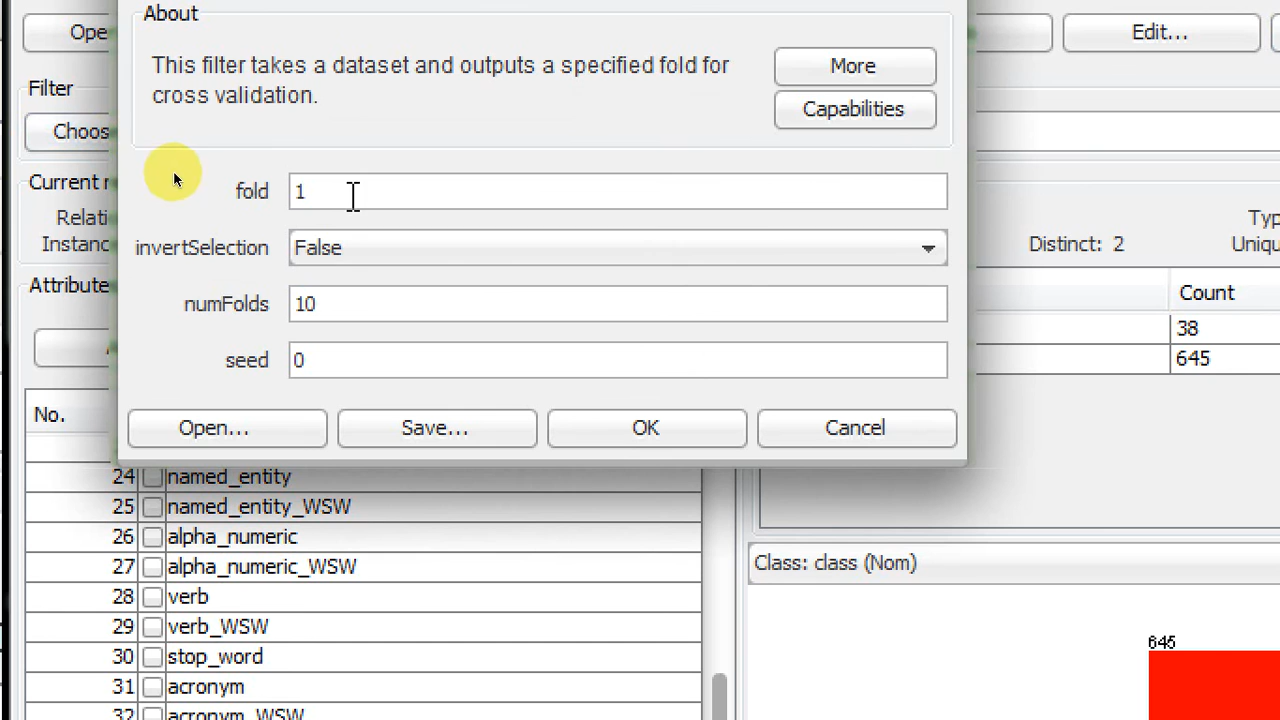 About
Ope
Edit...
This filter takes a dataset and outputs a specified fold for
cross validation.
More
Capabilities
Filter
Choos
Current r
Relati
Instanc
Distinct: 2
Typ
Uniqu
fold 1
invertSelection False
numFolds 10
seed 0
Attribute
Count
38
645
No.
Open...
Save...
OK
Cancel
24 named_entity
25 named_entity_WSW
26 alpha_numeric
27 alpha_numeric_WSW
28 verb
29 verb_WSW
30 stop_word
31 acronym
32 acronym_WSW
Class: class (Nom)
645